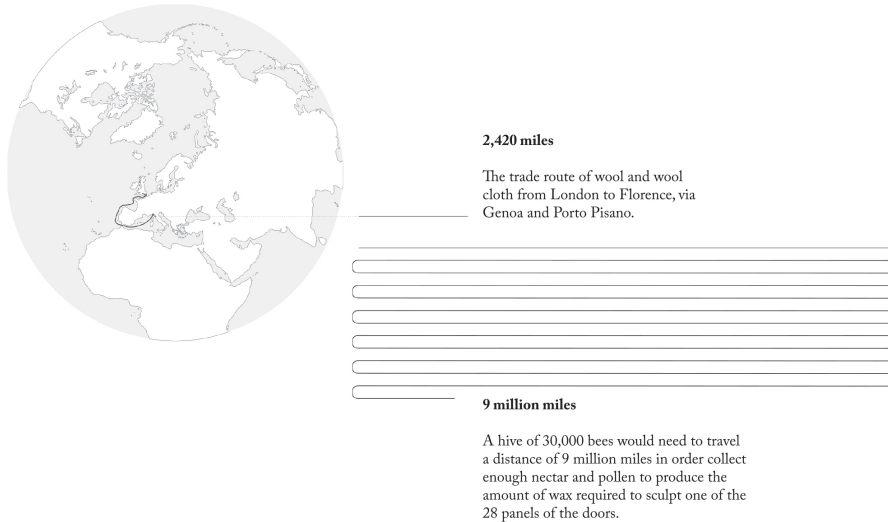 2,420 miles
The trade route of wool and wool
cloth from London to Florence, via
Genoa and Porto Pisano.
9 million miles
A hive of 30,000 bees would need to travel
a distance of 9 million miles in order collect
enough nectar and pollen to produce the
amount of wax required to sculpt one of the
28 panels of the doors.